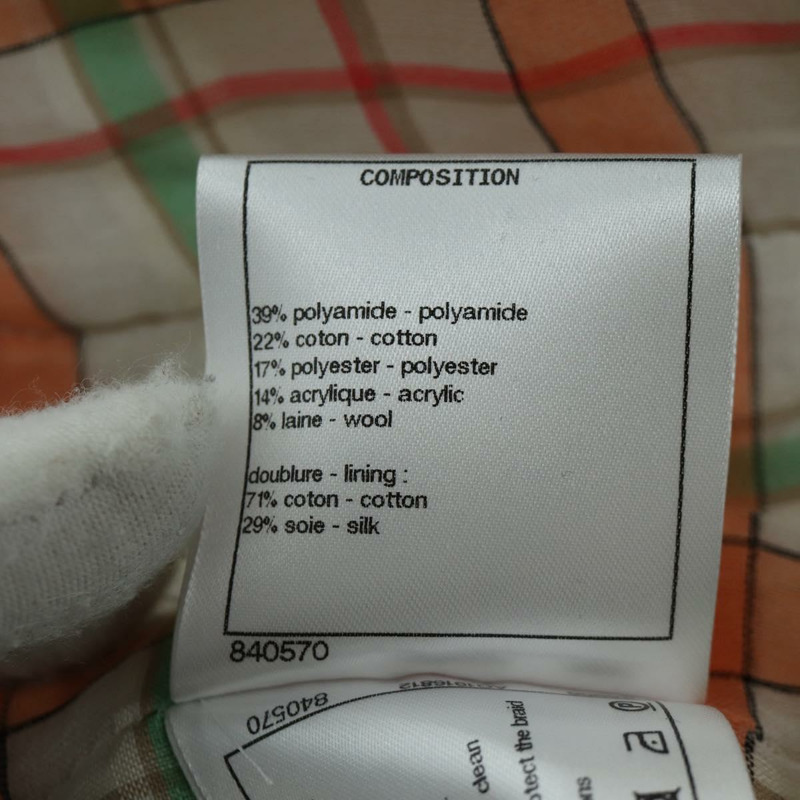 COMPOSITION
39% polyamide - polyamide
22% coton - cotton
17% polyester - polyester
14% acrylique - acrylic
8% laine - wool
doublure - lining :
71% coton - cotton
29% soie - silk
840570
840570
clean
the braid
a
P